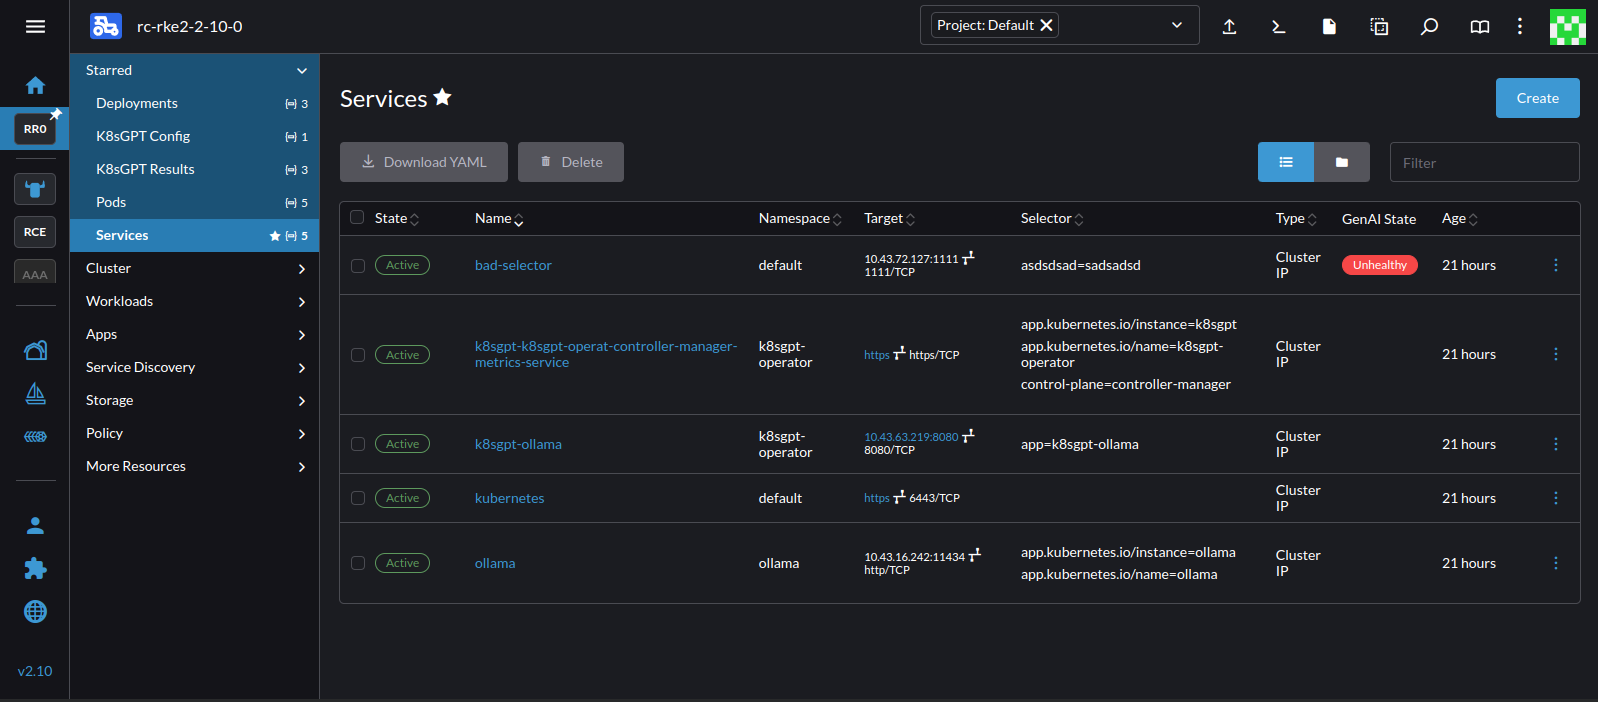 rc-rke2-2-10-0
Project: Default
RR0
RCE
AAA
v2.10
Starred
Deployments 3
K8sGPT Config 1
K8sGPT Results 3
Pods 5
Services 5
Cluster
Workloads
Apps
Service Discovery
Storage
Policy
More Resources
Services
Create
Download YAML
Delete
Filter
State Name Namespace Target Selector Type GenAI State Age
Active bad-selector default 10.43.72.127:1111 1111/TCP asdsdsad=sadsadsd Cluster IP Unhealthy 21 hours
Active k8sgpt-k8sgpt-operat-controller-manager-metrics-service k8sgpt-operator https https/TCP app.kubernetes.io/instance=k8sgpt app.kubernetes.io/name=k8sgpt-operator control-plane=controller-manager Cluster IP 21 hours
Active k8sgpt-ollama k8sgpt-operator 10.43.63.219:8080 8080/TCP app=k8sgpt-ollama Cluster IP 21 hours
Active kubernetes default https 6443/TCP Cluster IP 21 hours
Active ollama ollama 10.43.16.242:11434 http/TCP app.kubernetes.io/instance=ollama app.kubernetes.io/name=ollama Cluster IP 21 hours